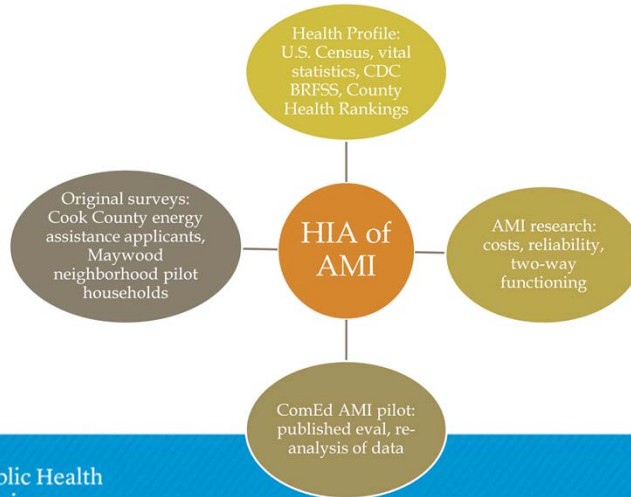 Health Profile:
U.S. Census, vital
statistics, CDC
BRFSS, County
Health Rankings
Original surveys:
Cook County energy
assistance applicants,
Maywood
neighborhood pilot
households
HIA of
AMI
AMI research:
costs, reliability,
two-way
functioning
ComEd AMI pilot:
published eval, re-
analysis of data
Health